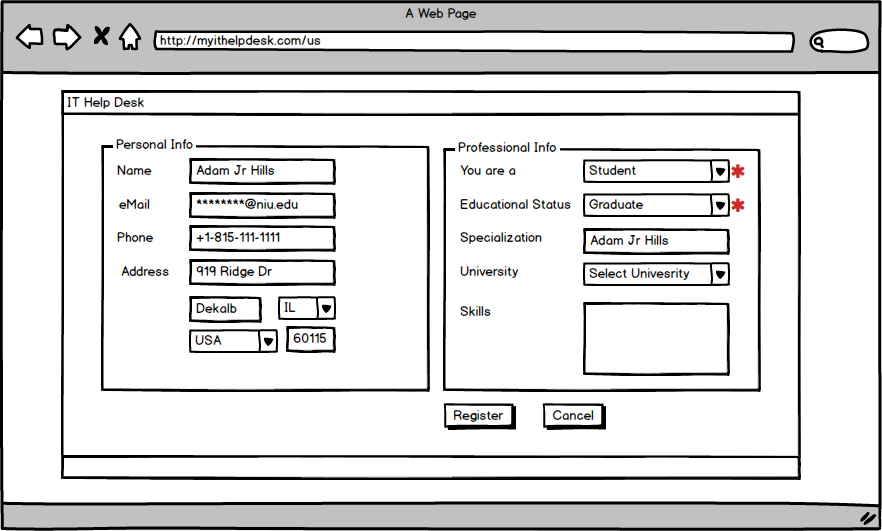 A Web Page
http://myithelpdesk.com/us
IT Help Desk
Personal Info
Name Adam Jr Hills
eMail ********@niu.edu
Phone +1-815-111-1111
Address 919 Ridge Dr
Dekalb IL
USA 60115
Professional Info
You are a Student *
Educational Status Graduate *
Specialization Adam Jr Hills
University Select Univesrity
Skills
Register Cancel